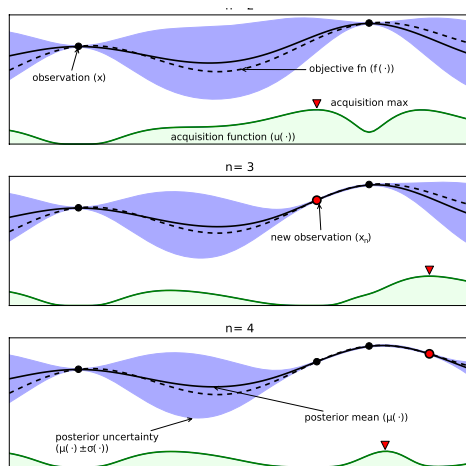 observation (x)
objective fn (f(·))
acquisition max
acquisition function (u(·))
n= 3
new observation (xₙ)
n= 4
posterior mean (μ(·))
posterior uncertainty
(μ(·)±σ(·))